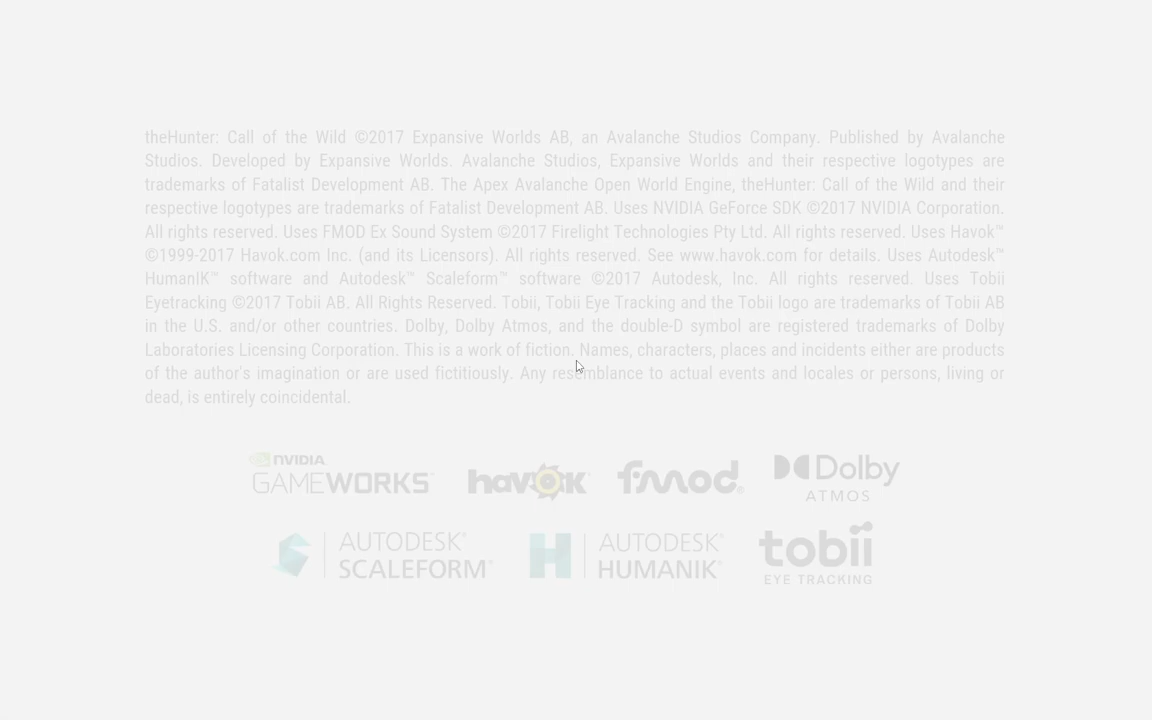 theHunter: Call of the Wild ©2017 Expansive Worlds AB, an Avalanche Studios Company. Published by Avalanche
Studios. Developed by Expansive Worlds. Avalanche Studios, Expansive Worlds and their respective logotypes are
trademarks of Fatalist Development AB. The Apex Avalanche Open World Engine, theHunter: Call of the Wild and their
respective logotypes are trademarks of Fatalist Development AB. Uses NVIDIA GeForce SDK ©2017 NVIDIA Corporation.
All rights reserved. Uses FMOD Ex Sound System ©2017 Firelight Technologies Pty Ltd. All rights reserved. Uses Havok™
©1999-2017 Havok.com Inc. (and its Licensors). All rights reserved. See www.havok.com for details. Uses Autodesk™
HumanIK™ software and Autodesk™ Scaleform™ software ©2017 Autodesk, Inc. All rights reserved. Uses Tobii
Eyetracking ©2017 Tobii AB. All Rights Reserved. Tobii, Tobii Eye Tracking and the Tobii logo are trademarks of Tobii AB
in the U.S. and/or other countries. Dolby, Dolby Atmos, and the double-D symbol are registered trademarks of Dolby
Laboratories Licensing Corporation. This is a work of fiction. Names, characters, places and incidents either are products
of the author's imagination or are used fictitiously. Any resemblance to actual events and locales or persons, living or
dead, is entirely coincidental.
NVIDIA
GAMEWORKS™
havok™
fmod®
Dolby
ATMOS
AUTODESK®
SCALEFORM®
AUTODESK®
HUMANIK®
tobii
EYE TRACKING